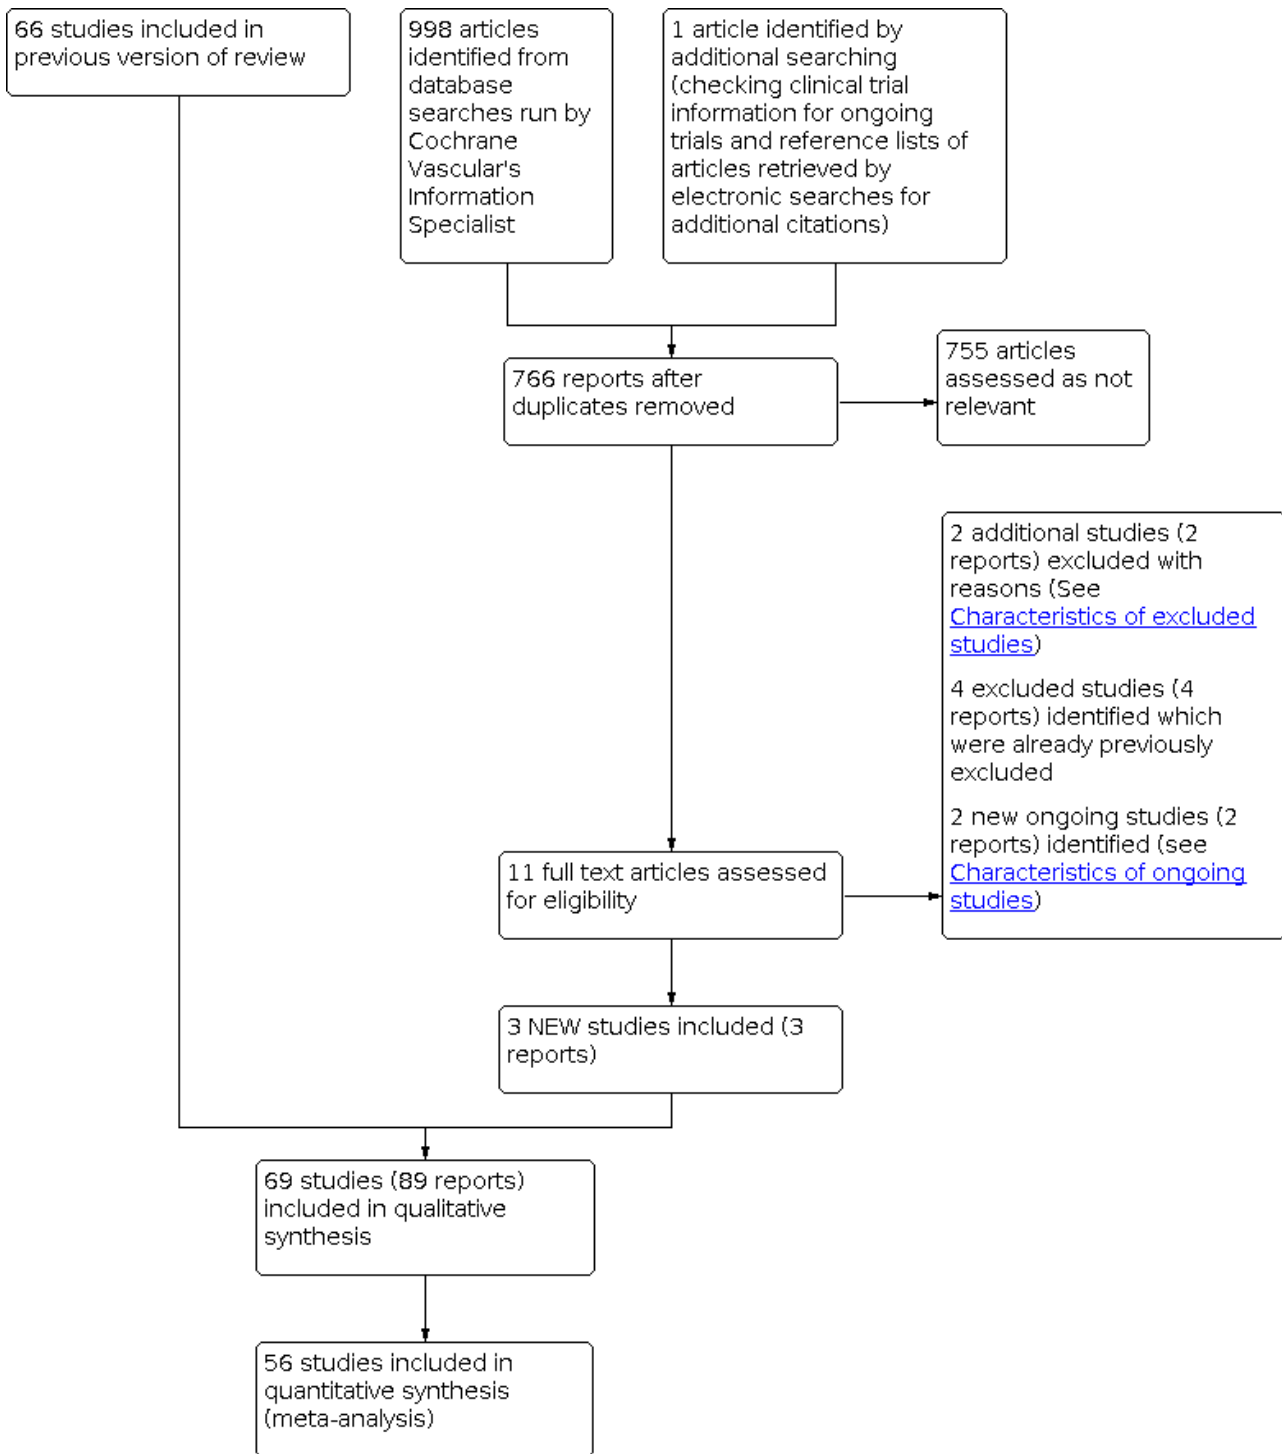 66 studies included in
previous version of review
998 articles
identified from
database
searches run by
Cochrane
Vascular's
Information
Specialist
1 article identified by
additional searching
(checking clinical trial
information for ongoing
trials and reference lists of
articles retrieved by
electronic searches for
additional citations)
766 reports after
duplicates removed
755 articles
assessed as not
relevant
2 additional studies (2
reports) excluded with
reasons (See
Characteristics of excluded
studies)
4 excluded studies (4
reports) identified which
were already previously
excluded
2 new ongoing studies (2
reports) identified (see
Characteristics of ongoing
studies)
11 full text articles assessed
for eligibility
3 NEW studies included (3
reports)
69 studies (89 reports)
included in qualitative
synthesis
56 studies included in
quantitative synthesis
(meta-analysis)